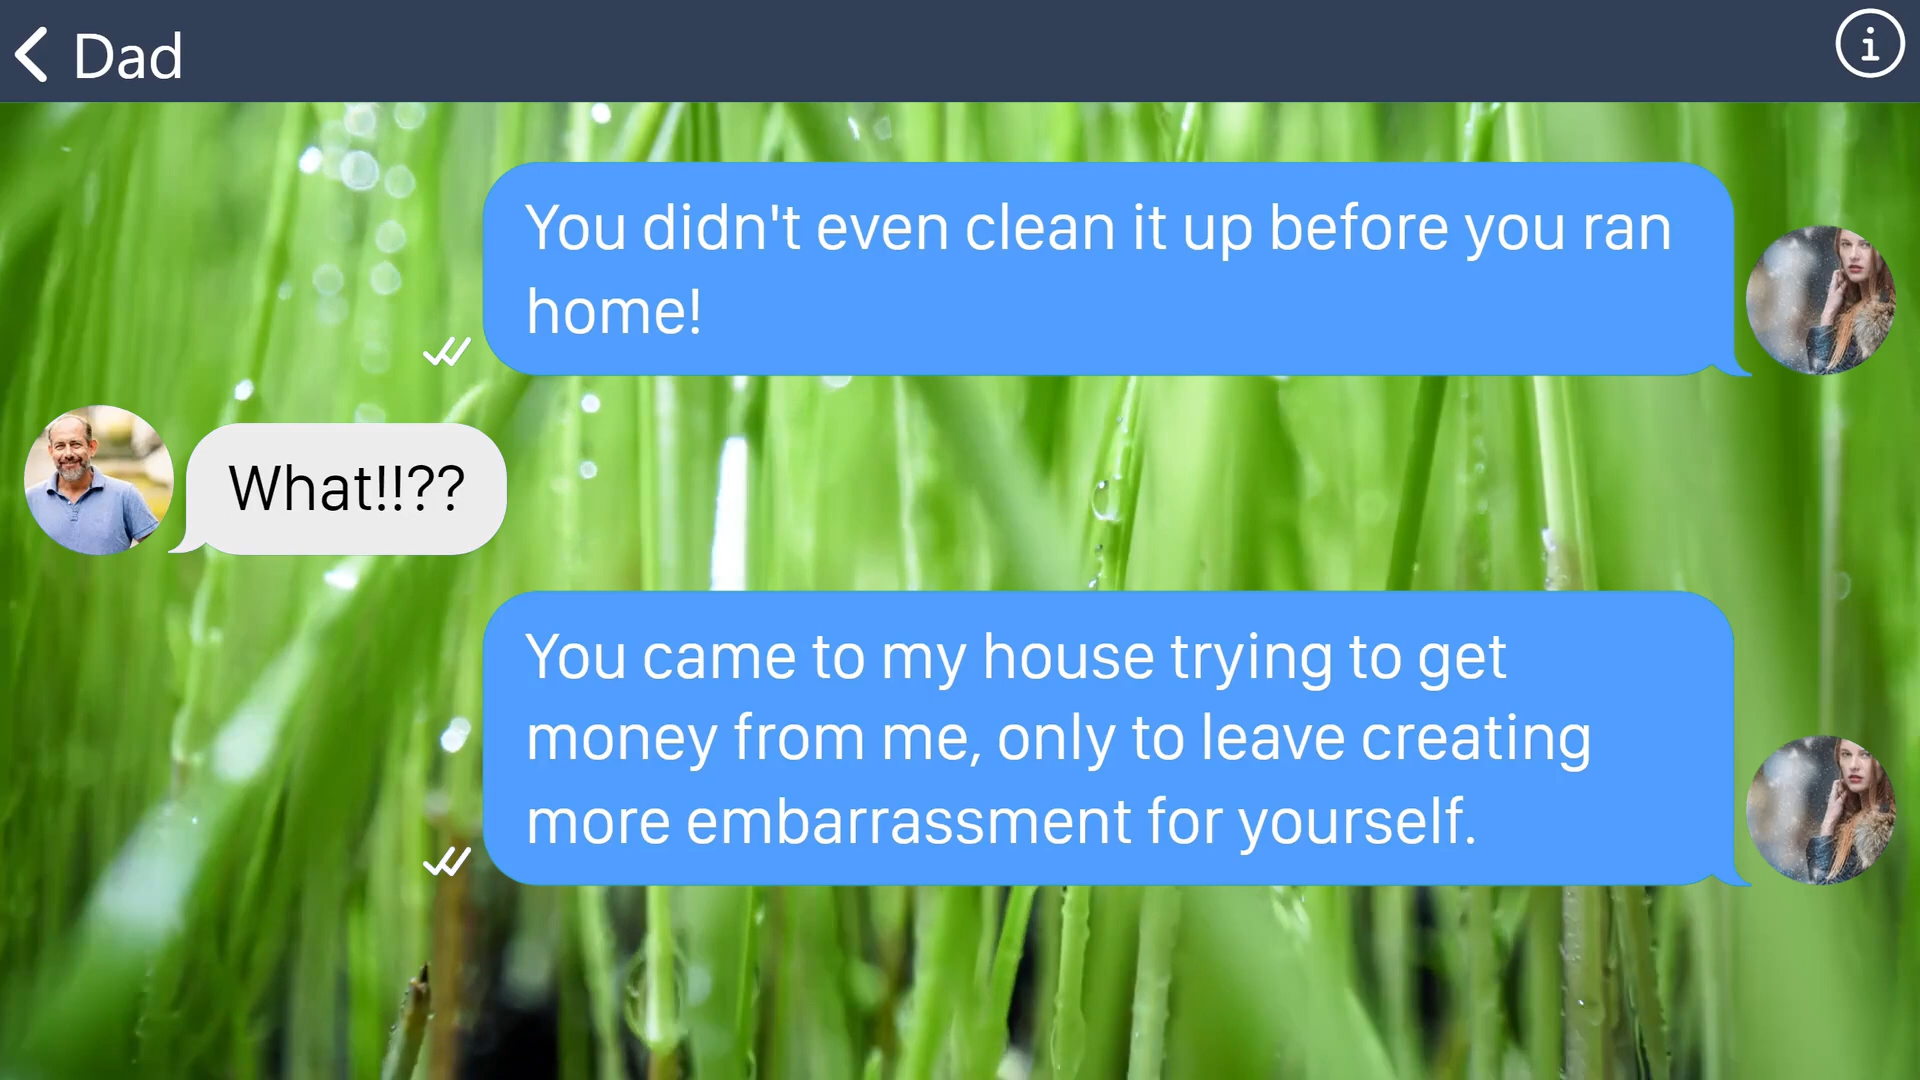 Dad
You didn't even clean it up before you ran
home!
What!!??
You came to my house trying to get
money from me, only to leave creating
more embarrassment for yourself.